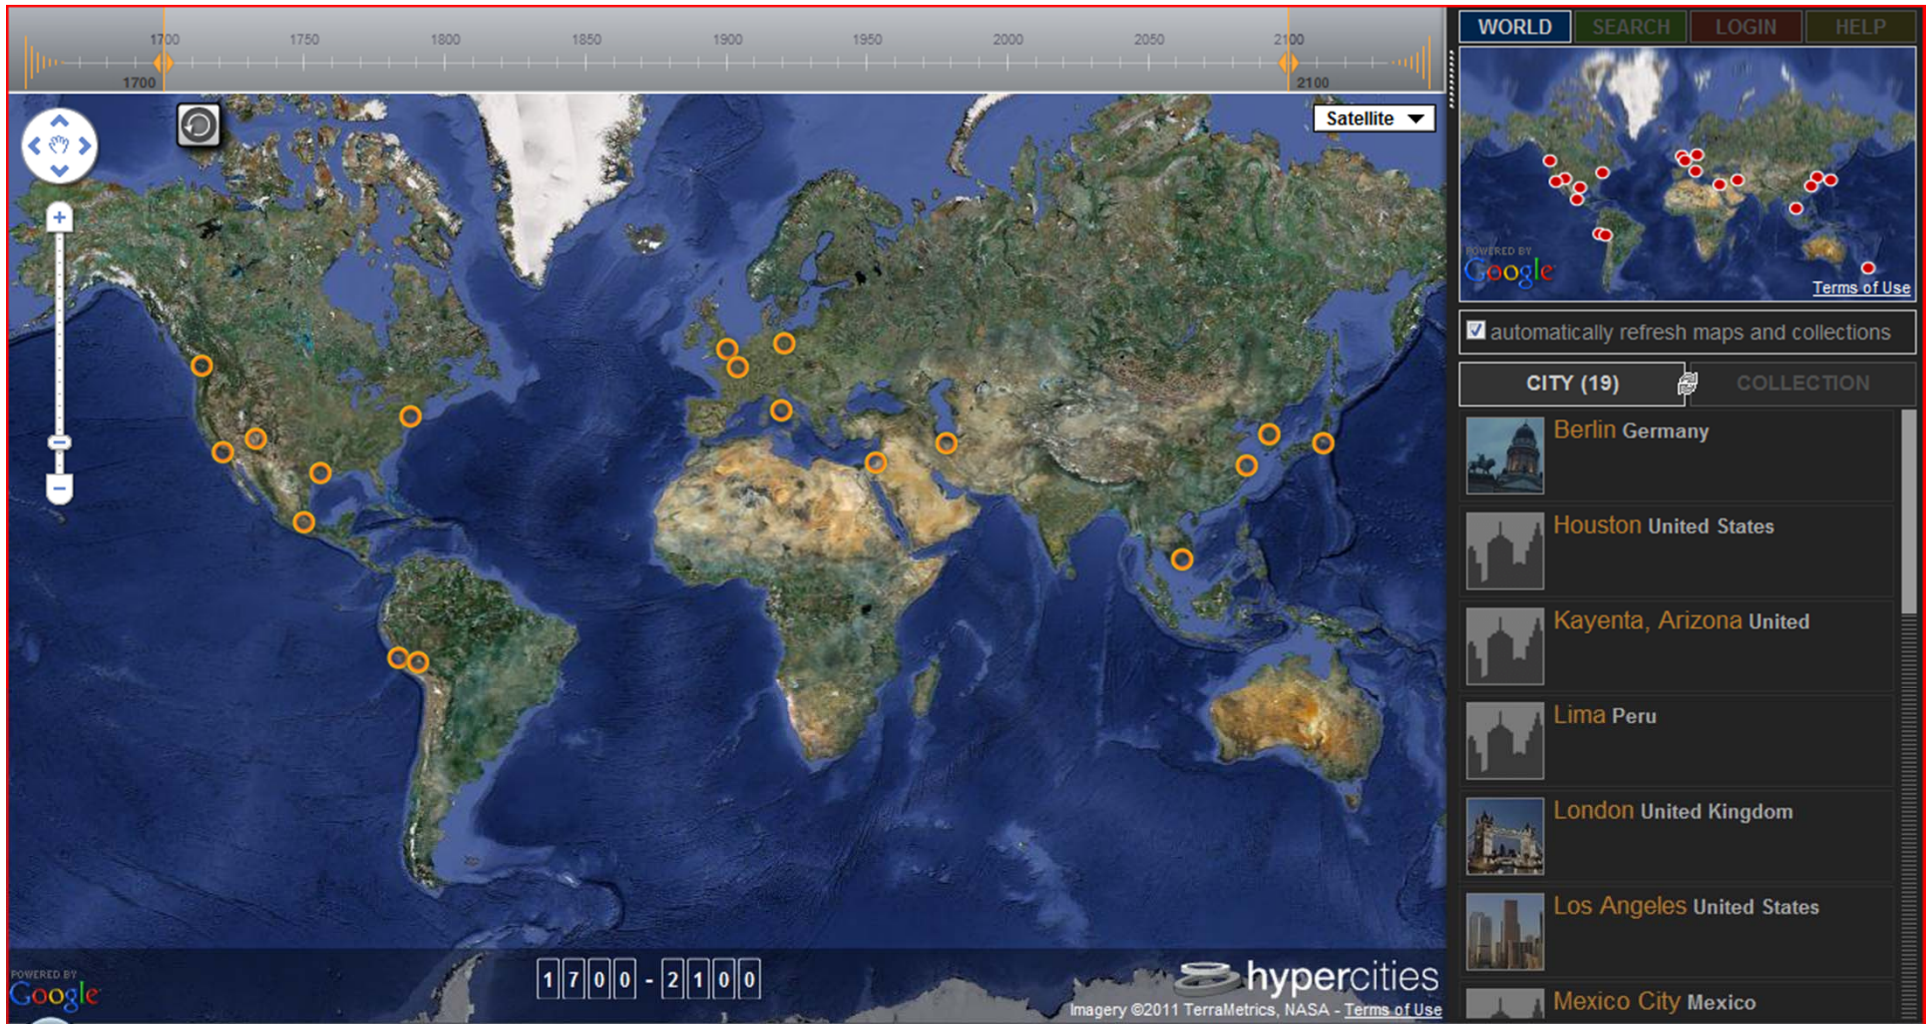 1700 1750 1800 1850 1900 1950 2000 2050 2100
1700 2100
Satellite
POWERED BY
Google
1700-2100
hypercities
Imagery ©2011 TerraMetrics, NASA - Terms of Use
WORLD SEARCH LOGIN HELP
POWERED BY
Google
Terms of Use
automatically refresh maps and collections
CITY (19) COLLECTION
Berlin Germany
Houston United States
Kayenta, Arizona United
Lima Peru
London United Kingdom
Los Angeles United States
Mexico City Mexico